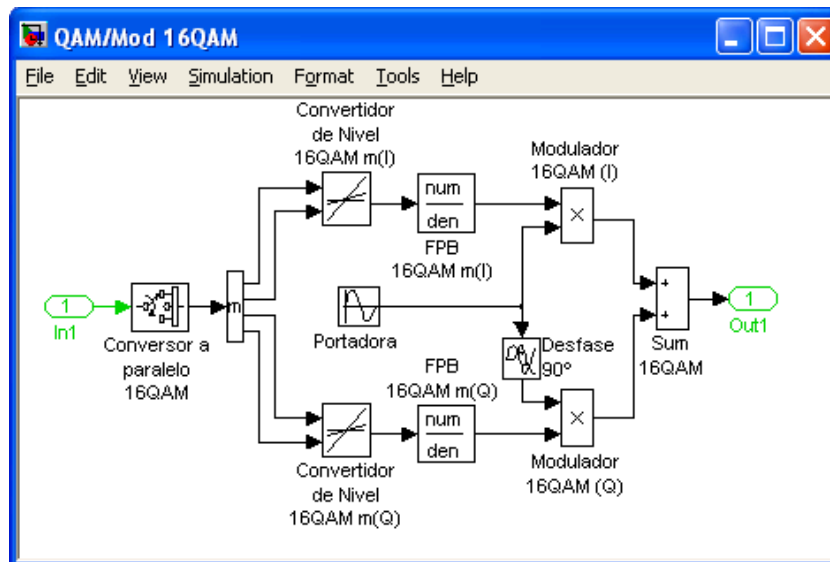 QAM/Mod 16QAM
File Edit View Simulation Format Tools Help
Convertidor
de Nivel
16QAM m(I)
num
den
FPB
16QAM m(I)
Modulador
16QAM (I)
×
1
In1
Conversor a
paralelo
16QAM
m
Portadora
Desfase
90º
+
+
Sum
16QAM
1
Out1
FPB
16QAM m(Q)
num
den
Convertidor
de Nivel
16QAM m(Q)
×
Modulador
16QAM (Q)